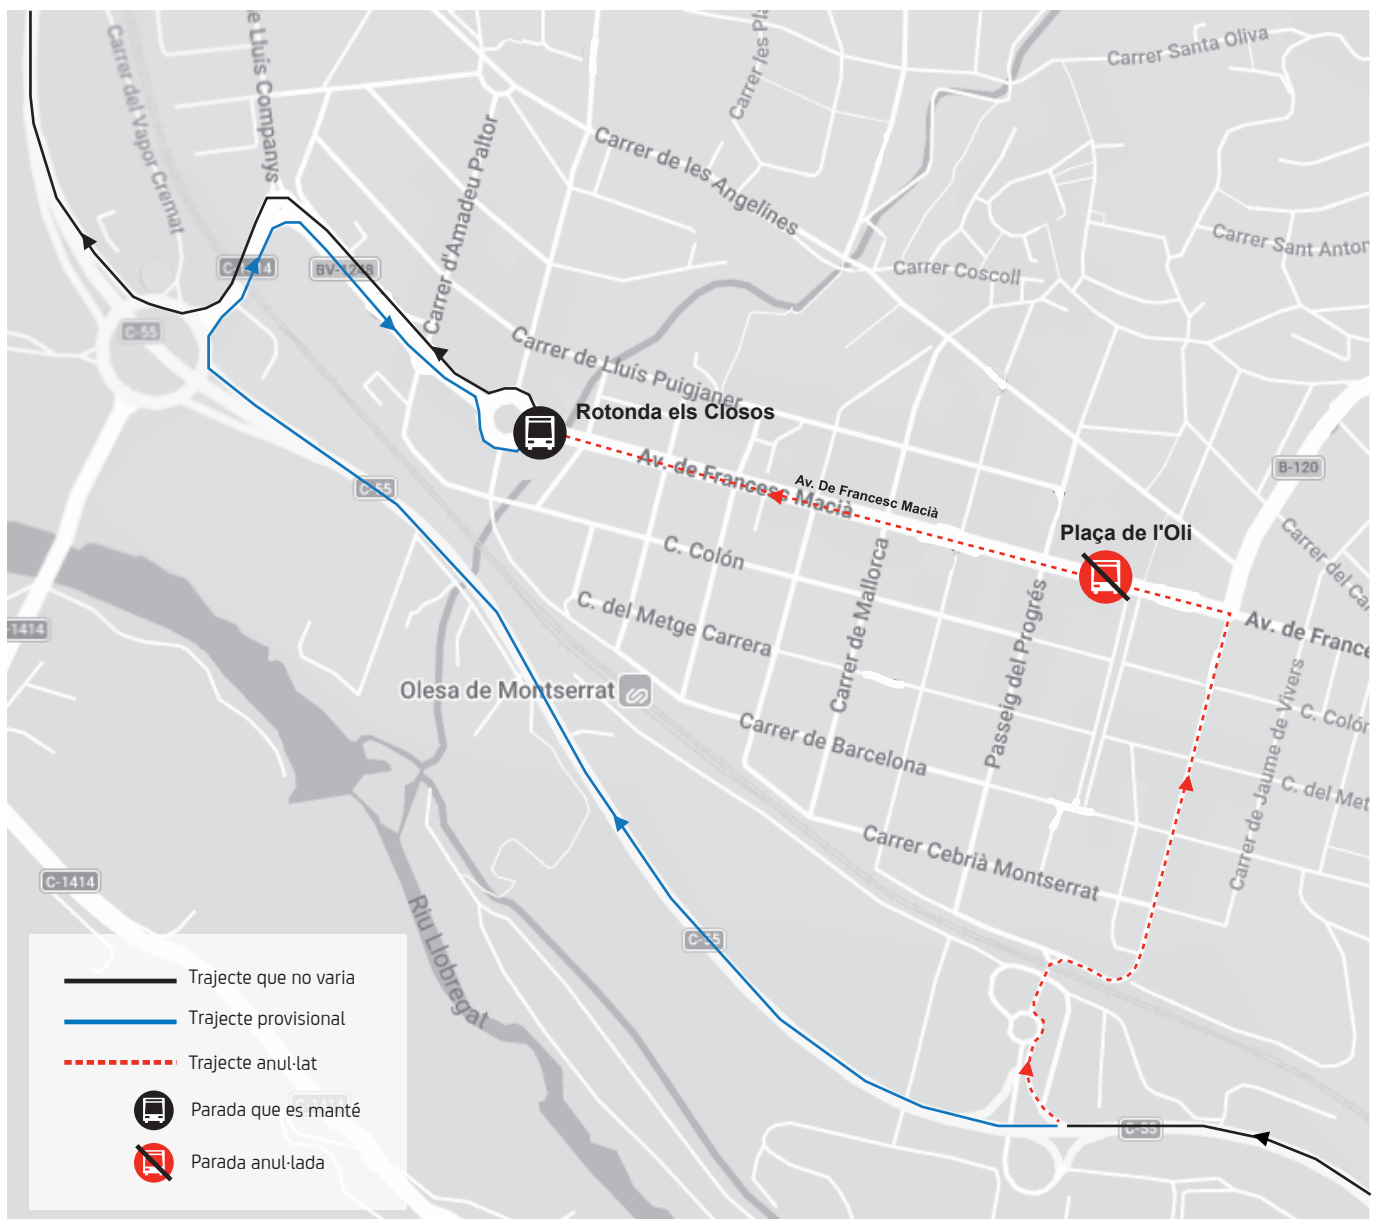 e Lluís Companys
Carrer del Vapor Cremat
Carrer les Pla
Carrer Santa Oliva
Carrer d'Amadeu Paltor
Carrer de les Angelines
Carrer Sant Anton
Carrer Coscoll
C-1414
BV-1248
C-55
Carrer de Lluís Puigjaner
Rotonda els Closos
Av. de Francesc Macià
Av. De Francesc Macià
B-120
C-55
Plaça de l'Oli
C. Colón
Carrer de Mallorca
Carrer del Ca
C. del Metge Carrera
Passeig del Progrés
Av. de France
-1414
Olesa de Montserrat
Carrer de Jaume de Vivers
C. Colón
Carrer de Barcelona
C. del Met
Carrer Cebrià Montserrat
C-1414
Riu Llobregat
C-55
C-55
Trajecte que no varia
Trajecte provisional
Trajecte anul·lat
C-1414
Parada que es manté
Parada anul·lada